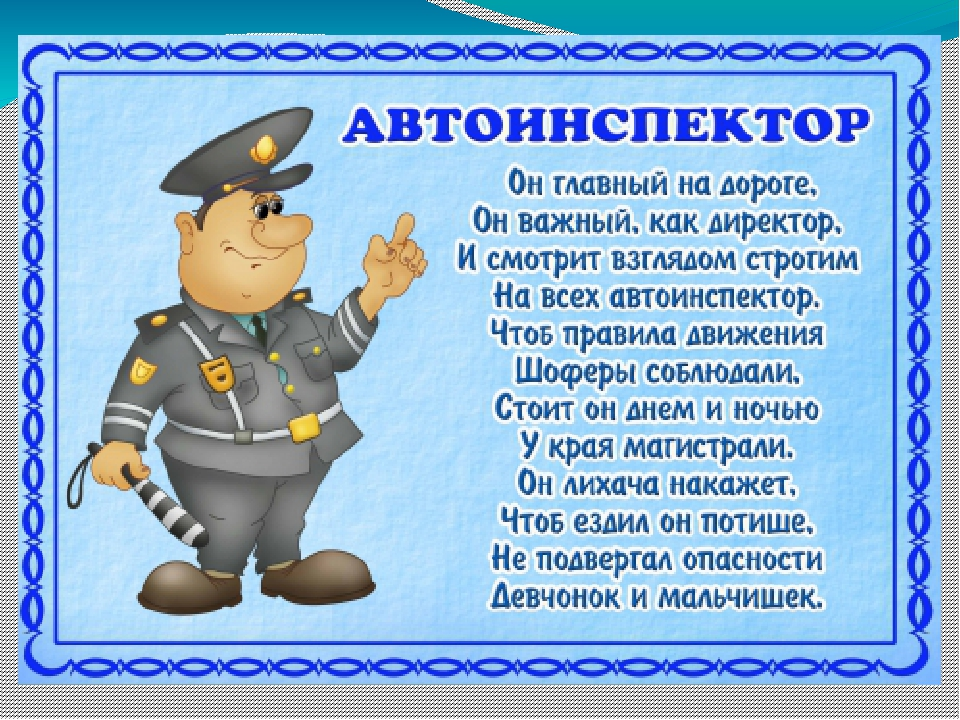 АВТОИНСПЕКТОР
Он главный на дороге,
Он важный, как директор,
И смотрит взглядом строгим
На всех автоинспектор.
Чтоб правила движения
Шоферы соблюдали,
Стоит он днем и ночью
У края магистрали.
Он лихача накажет,
Чтоб ездил он потише,
Не подвергал опасности
Девчонок и мальчишек.